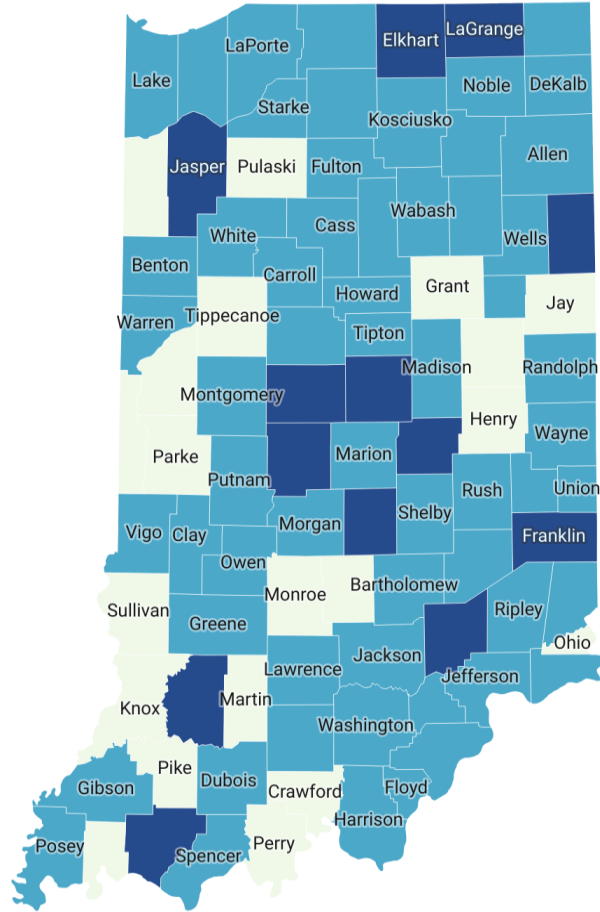 LaGrange
Elkhart
LaPorte
Lake
Noble
DeKalb
Starke
Kosciusko
Allen
Jasper
Pulaski
Fulton
Wabash
Cass
White
Wells
Benton
Carroll
Grant
Howard
Jay
Tippecanoe
Warren
Tipton
Madison
Randolph
Montgomery
Henry
Wayne
Marion
Parke
Putnam
Rush
Union
Shelby
Morgan
Vigo
Clay
Franklin
Owen
Bartholomew
Monroe
Sullivan
Ripley
Greene
Ohio
Jackson
Lawrence
Jefferson
Martin
Knox
Washington
Pike
Dubois
Gibson
Crawford
Floyd
Harrison
Perry
Posey
Spencer